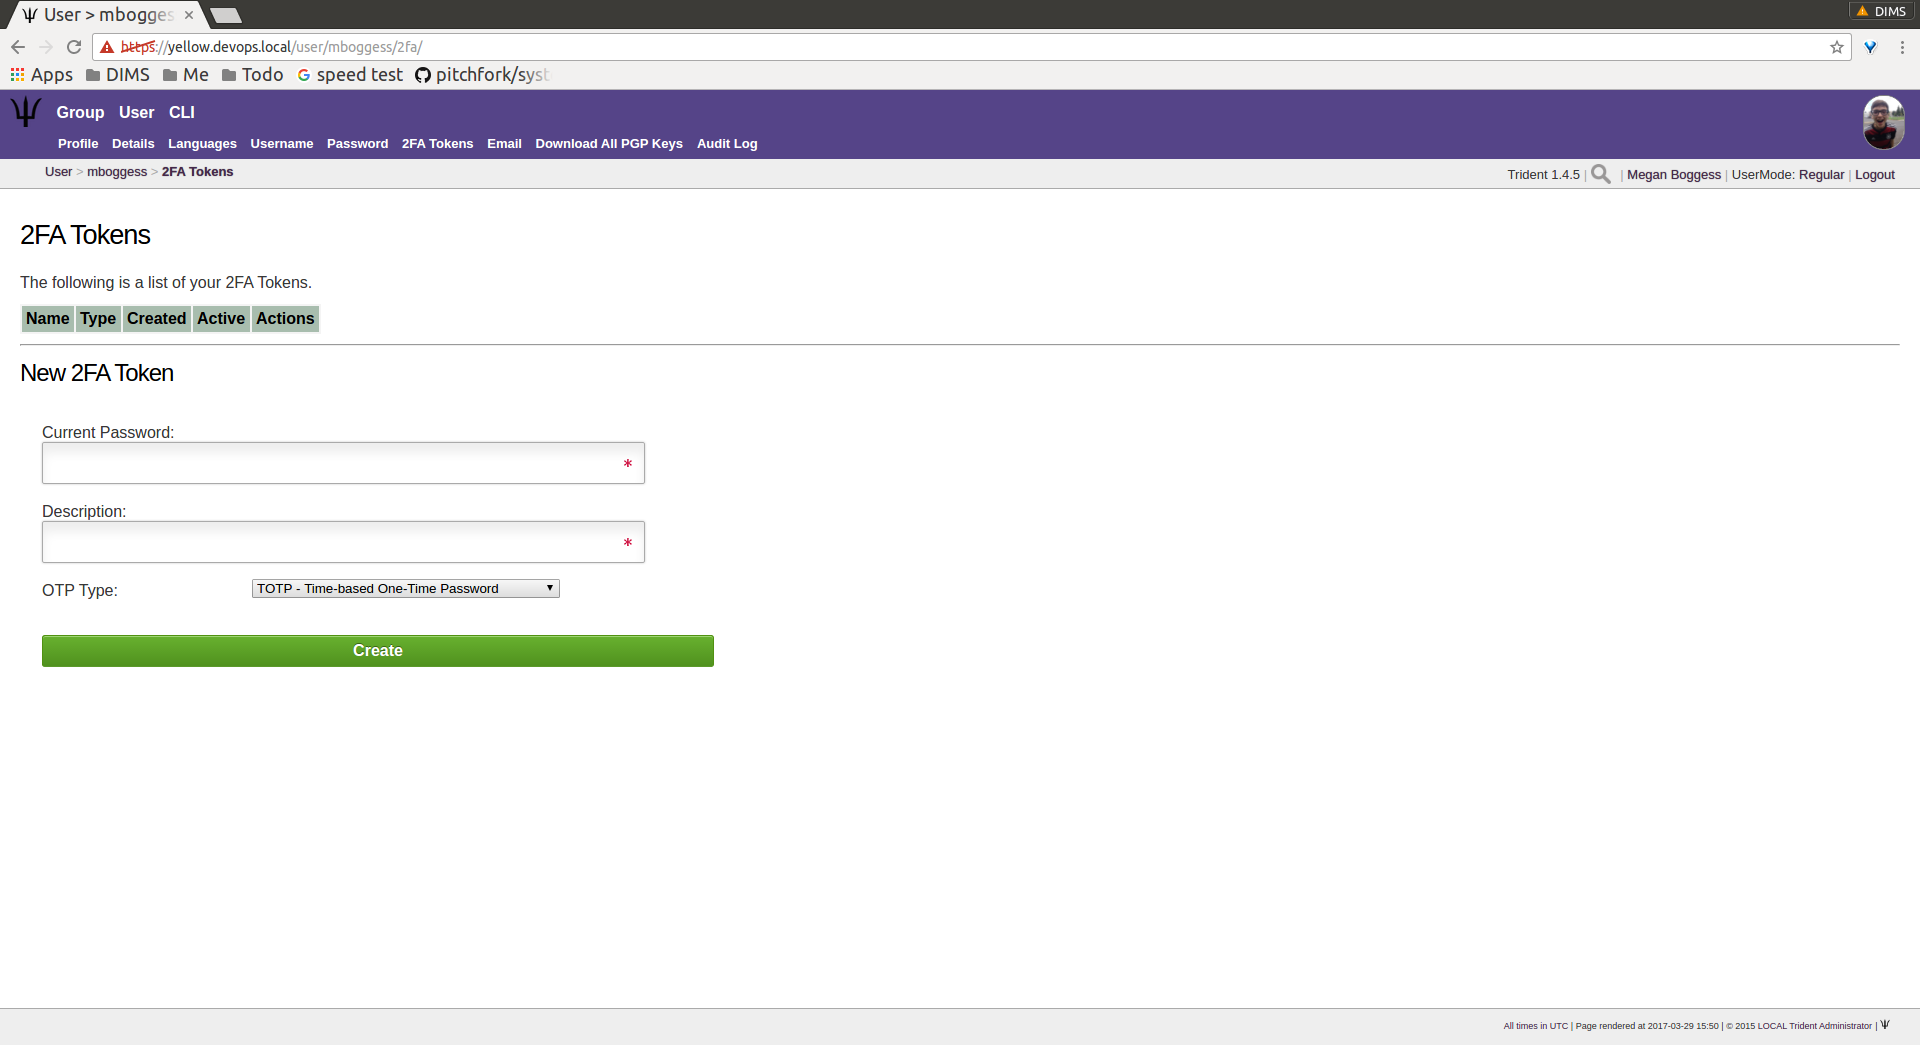 User > mbogges
DIMS
https://yellow.devops.local/user/mboggess/2fa/
Apps DIMS Me Todo speed test pitchfork/syst
Group User CLI
Profile Details Languages Username Password 2FA Tokens Email Download All PGP Keys Audit Log
User > mboggess > 2FA Tokens
Trident 1.4.5 | | Megan Boggess | UserMode: Regular | Logout
2FA Tokens
The following is a list of your 2FA Tokens.
Name Type Created Active Actions
New 2FA Token
Current Password:
*
Description:
*
OTP Type: TOTP - Time-based One-Time Password
Create
All times in UTC | Page rendered at 2017-03-29 15:50 | © 2015 LOCAL Trident Administrator |